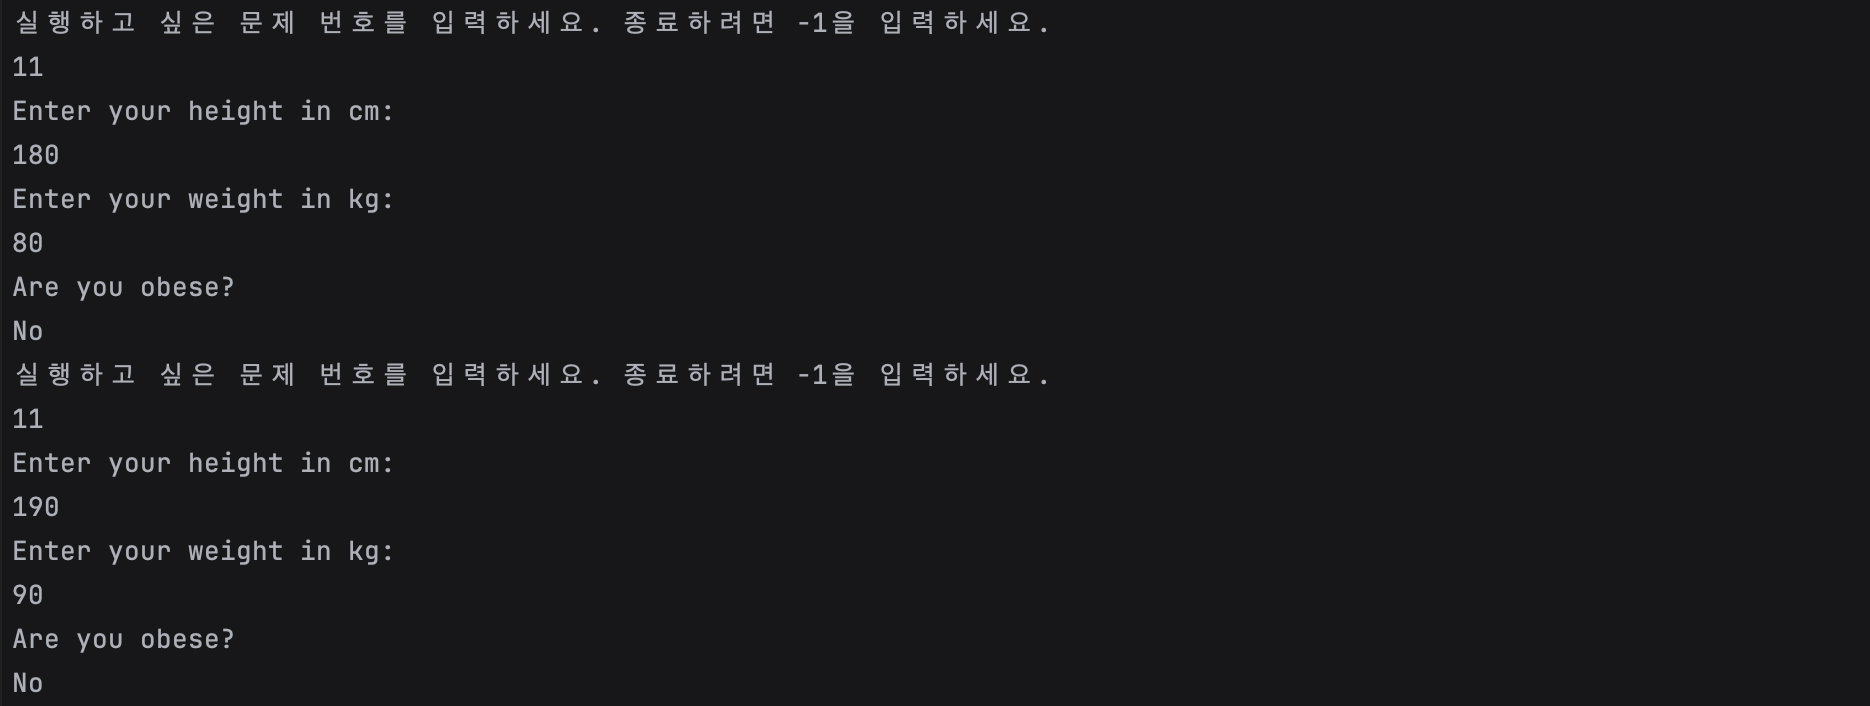 실행하고 싶은 문제 번호를 입력하세요. 종료하려면 -1을 입력하세요.
11
Enter your height in cm:
180
Enter your weight in kg:
80
Are you obese?
No
실행하고 싶은 문제 번호를 입력하세요. 종료하려면 -1을 입력하세요.
11
Enter your height in cm:
190
Enter your weight in kg:
90
Are you obese?
No